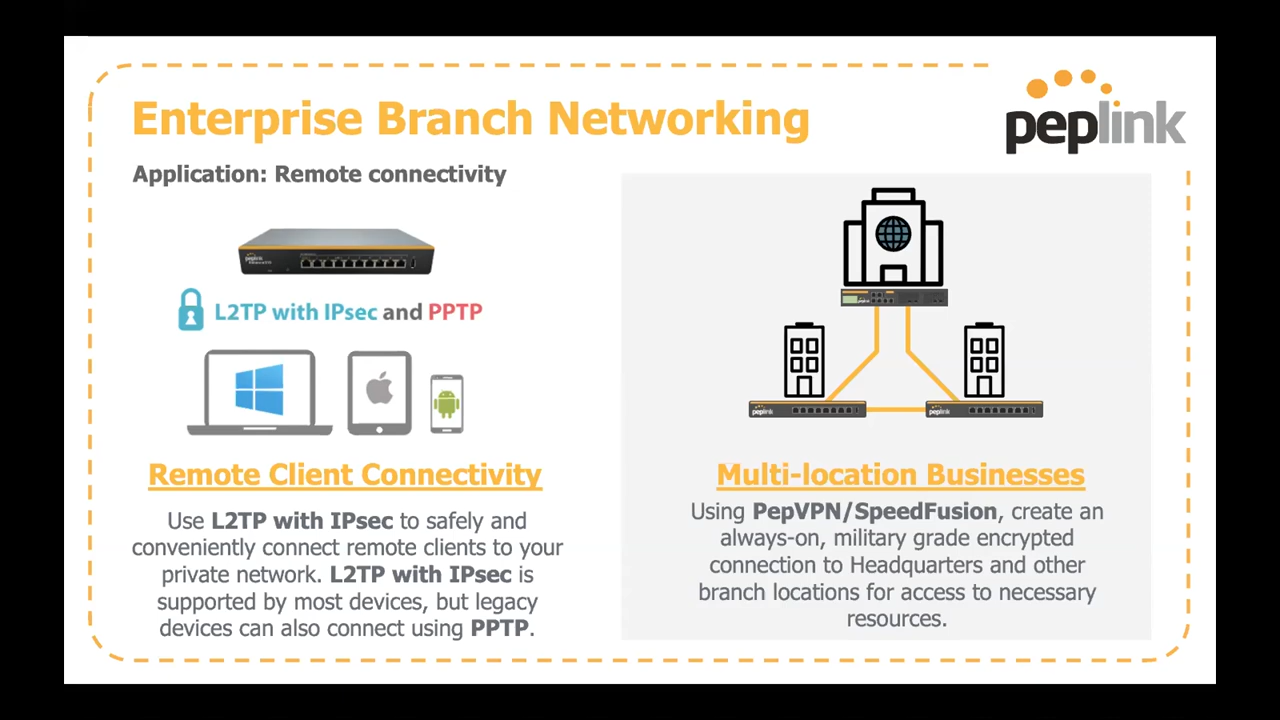 Enterprise Branch Networking
peplink
Application: Remote connectivity
peplink
L2TP with IPsec and PPTP
peplink
peplink
Remote Client Connectivity
Use L2TP with IPsec to safely and
conveniently connect remote clients to your
private network. L2TP with IPsec is
supported by most devices, but legacy
devices can also connect using PPTP.
Multi-location Businesses
Using PepVPN/SpeedFusion, create an
always-on, military grade encrypted
connection to Headquarters and other
branch locations for access to necessary
resources.